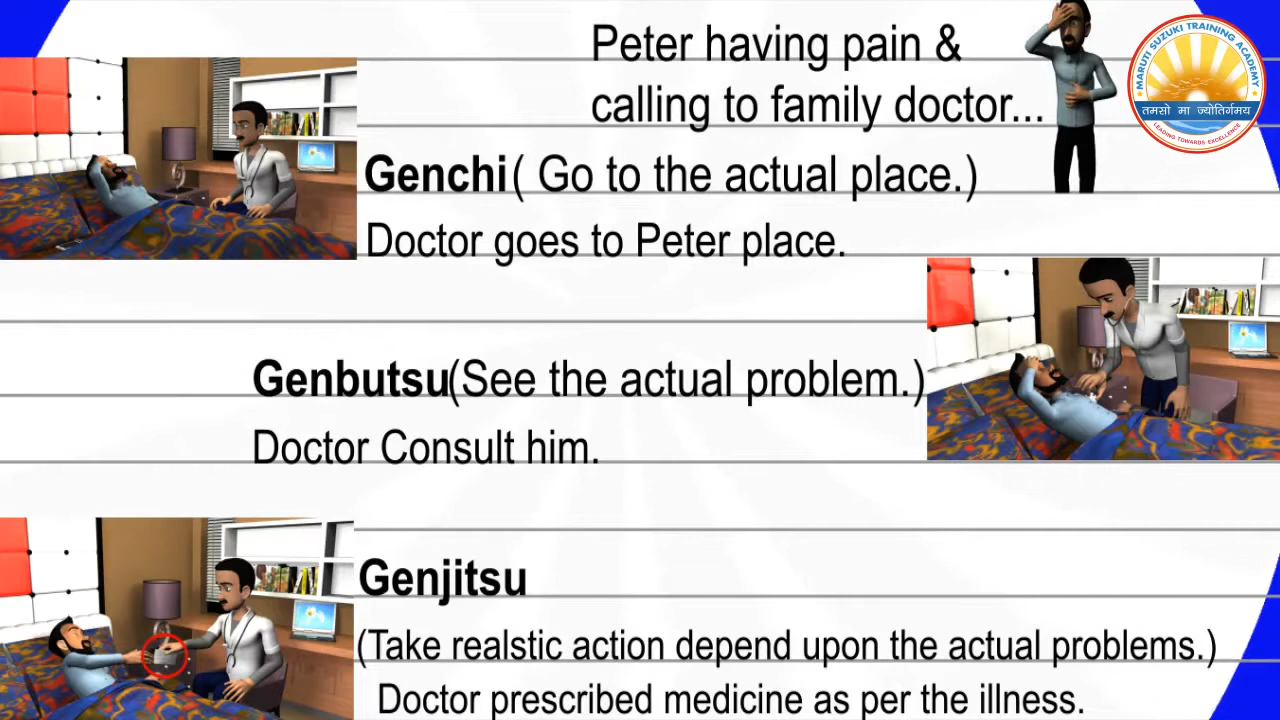 Peter having pain &
calling to family doctor...
MARUTI SUZUKI TRAINING ACADEMY
तमसो मा ज्योतिर्गमय
LEADING TOWARDS EXCELLENCE
Genchi ( Go to the actual place.)
Doctor goes to Peter place.
Genbutsu(See the actual problem.)
Doctor Consult him.
Genjitsu
(Take realstic action depend upon the actual problems.)
Doctor prescribed medicine as per the illness.